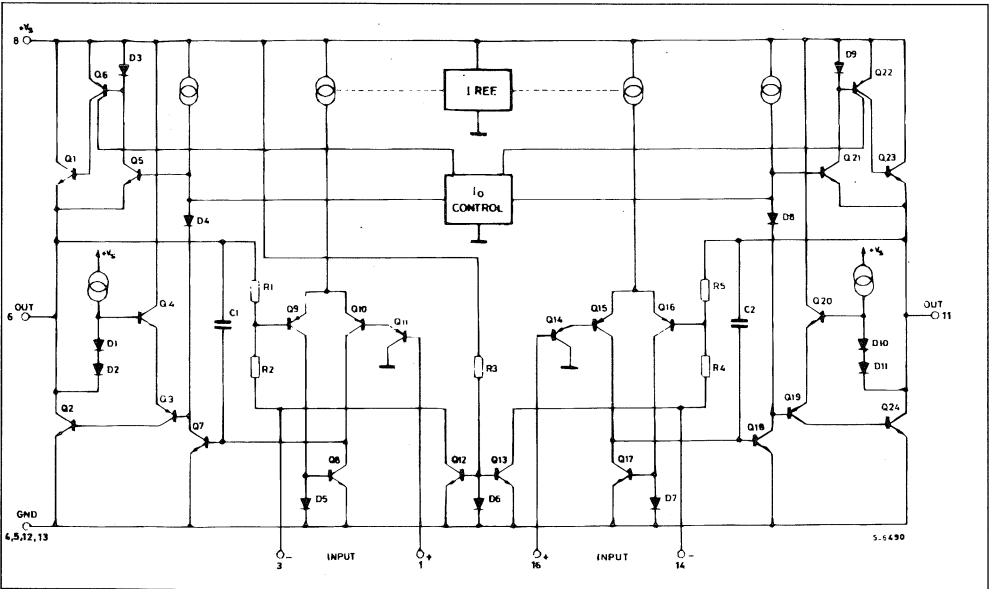 +Vs
8
D3
Q6
I REF
D9
Q22
Q1
Q5
Q21
Q23
Io
CONTROL
D4
D8
+Vs
+Vs
R1
R5
Q4
C1
Q9
Q10
Q11
Q14
Q15
Q16
C2
Q20
OUT
6
OUT
11
D1
D2
R2
R3
R4
D10
D11
Q3
Q19
Q2
Q7
Q18
Q24
Q8
Q12
Q13
Q17
D5
D6
D7
GND
4,5,12,13
S-6490
INPUT
INPUT
-
3
+
1
+
16
-
14